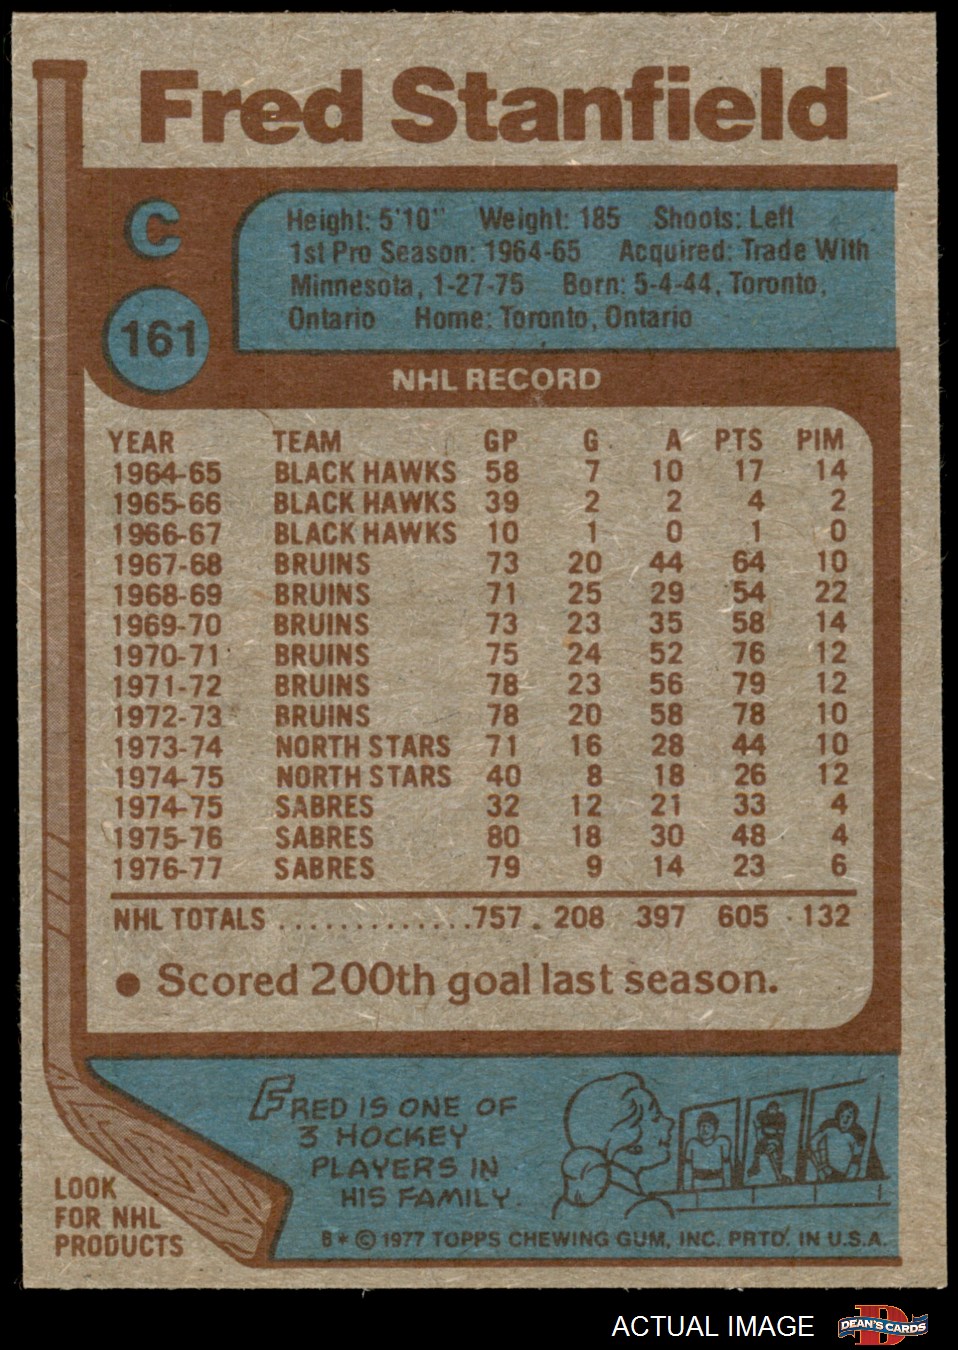 Fred Stanfield
C
161
Height: 5'10" Weight: 185 Shoots: Left
1st Pro Season: 1964-65 Acquired: Trade With
Minnesota, 1-27-75 Born: 5-4-44, Toronto,
Ontario Home: Toronto, Ontario
NHL RECORD
YEAR TEAM GP G A PTS PIM
1964-65 BLACK HAWKS 58 7 10 17 14
1965-66 BLACK HAWKS 39 2 2 4 2
1966-67 BLACK HAWKS 10 1 0 1 0
1967-68 BRUINS 73 20 44 64 10
1968-69 BRUINS 71 25 29 54 22
1969-70 BRUINS 73 23 35 58 14
1970-71 BRUINS 75 24 52 76 12
1971-72 BRUINS 78 23 56 79 12
1972-73 BRUINS 78 20 58 78 10
1973-74 NORTH STARS 71 16 28 44 10
1974-75 NORTH STARS 40 8 18 26 12
1974-75 SABRES 32 12 21 33 4
1975-76 SABRES 80 18 30 48 4
1976-77 SABRES 79 9 14 23 6
NHL TOTALS .............757 208 397 605 132
● Scored 200th goal last season.
FRED IS ONE OF
3 HOCKEY
PLAYERS IN
HIS FAMILY.
LOOK
FOR NHL
PRODUCTS
B * © 1977 TOPPS CHEWING GUM, INC. PRTD. IN U.S.A.
ACTUAL IMAGE
D
DEAN'S CARDS